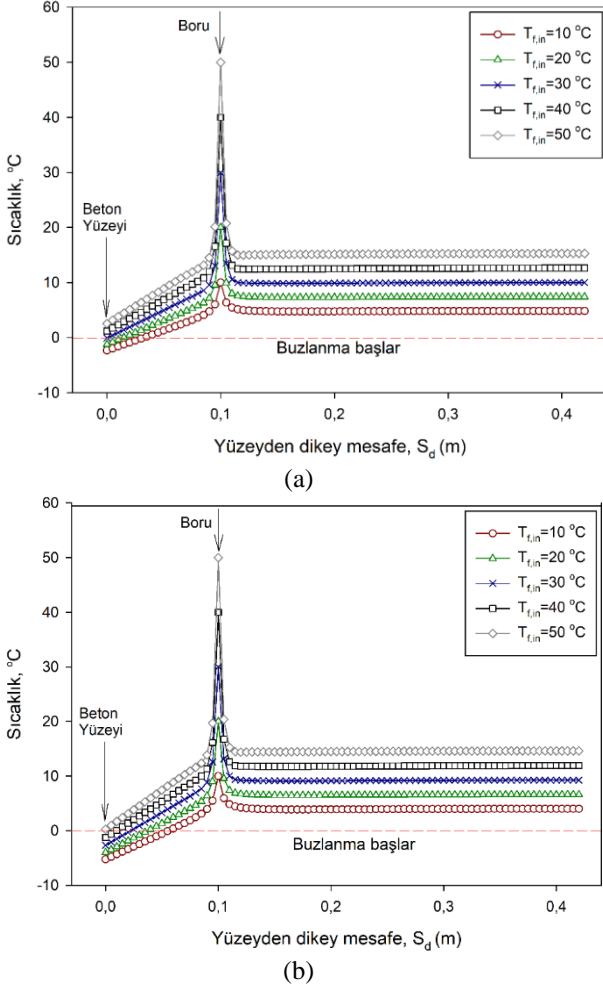 60
50
40
30
20
10
0
-10
Sıcaklık, °C
Boru
Beton
Yüzeyi
Buzlanma başlar
T_f,in=10 °C
T_f,in=20 °C
T_f,in=30 °C
T_f,in=40 °C
T_f,in=50 °C
0,0 0,1 0,2 0,3 0,4
Yüzeyden dikey mesafe, S_d (m)
(a)
60
50
40
30
20
10
0
-10
Sıcaklık, °C
Boru
Beton
Yüzeyi
Buzlanma başlar
T_f,in=10 °C
T_f,in=20 °C
T_f,in=30 °C
T_f,in=40 °C
T_f,in=50 °C
0,0 0,1 0,2 0,3 0,4
Yüzeyden dikey mesafe, S_d (m)
(b)